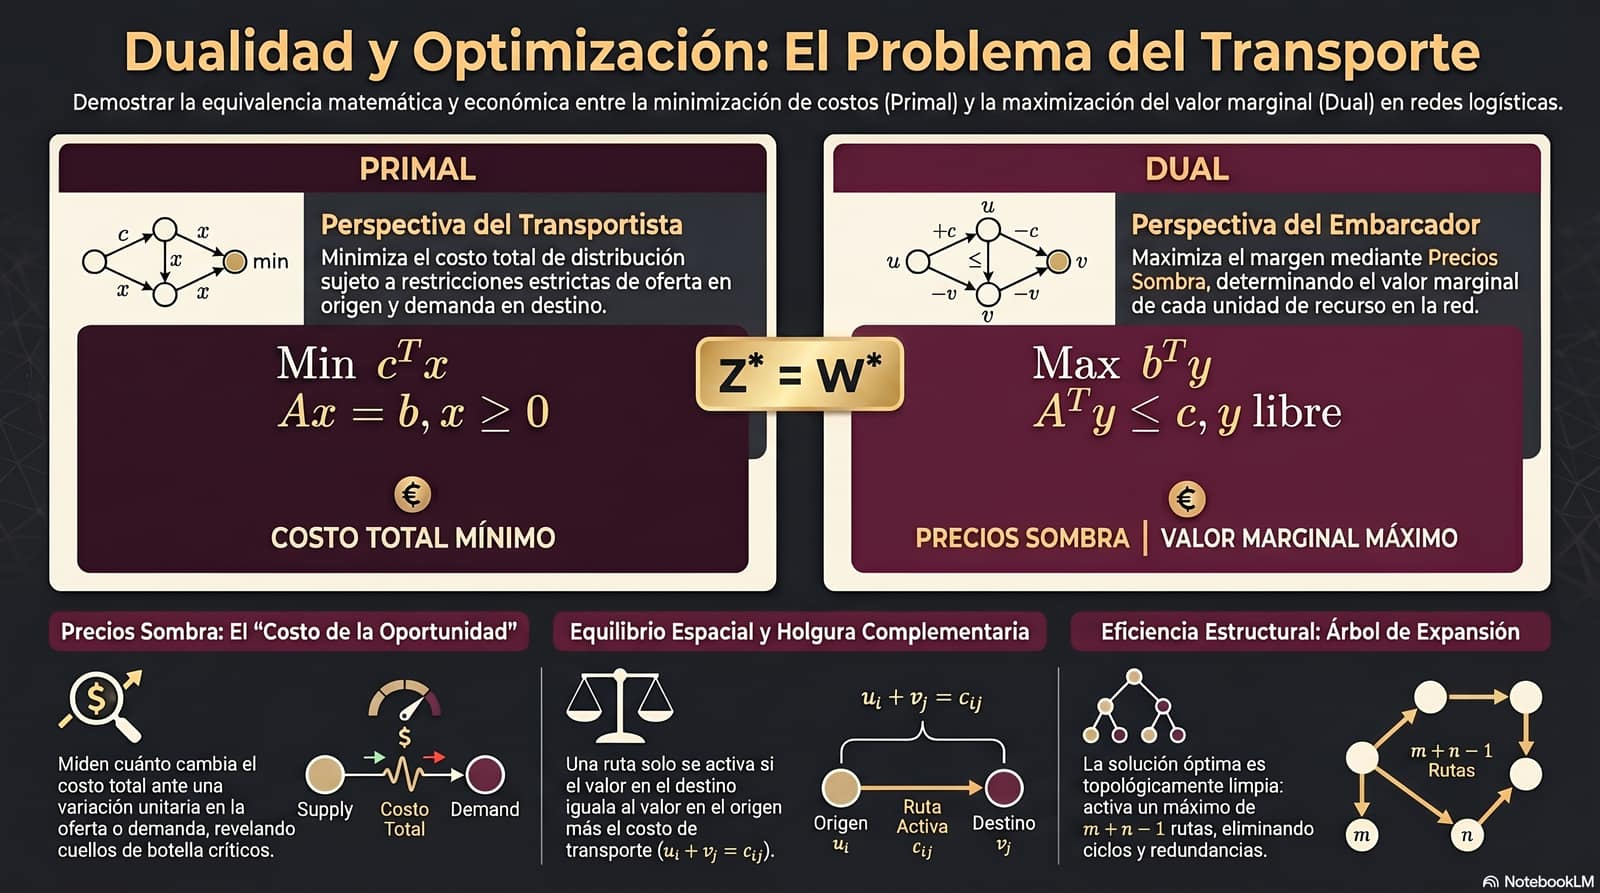 Dualidad y Optimización: El Problema del Transporte
Demostrar la equivalencia matemática y económica entre la minimización de costos (Primal) y la maximización del valor marginal (Dual) en redes logísticas.
PRIMAL
c
x
x
min
x
x
Perspectiva del Transportista
Minimiza el costo total de distribución
sujeto a restricciones estrictas de oferta en
origen y demanda en destino.
Min c^T x
Ax = b, x ≥ 0
€
COSTO TOTAL MÍNIMO
Z* = W*
DUAL
u
+c
−c
u
≤
v
−v
−v
v
Perspectiva del Embarcador
Maximiza el margen mediante Precios
Sombra, determinando el valor marginal
de cada unidad de recurso en la red.
Max b^T y
A^T y ≤ c, y libre
€
PRECIOS SOMBRA | VALOR MARGINAL MÁXIMO
Precios Sombra: El “Costo de la Oportunidad”
$
$
Miden cuánto cambia el
costo total ante una
variación unitaria en la
oferta o demanda, revelando
cuellos de botella críticos.
Supply
Costo
Total
Demand
Equilibrio Espacial y Holgura Complementaria
Una ruta solo se activa si
el valor en el destino
iguala al valor en el origen
más el costo de
transporte (u_i + v_j = c_ij).
u_i + v_j = c_ij
Origen
u_i
Ruta
Activa
c_ij
Destino
v_j
Eficiencia Estructural: Árbol de Expansión
La solución óptima es
topológicamente limpia:
activa un máximo de
m + n − 1 rutas, eliminando
ciclos y redundancias.
m + n − 1
Rutas
m
n
NotebookLM